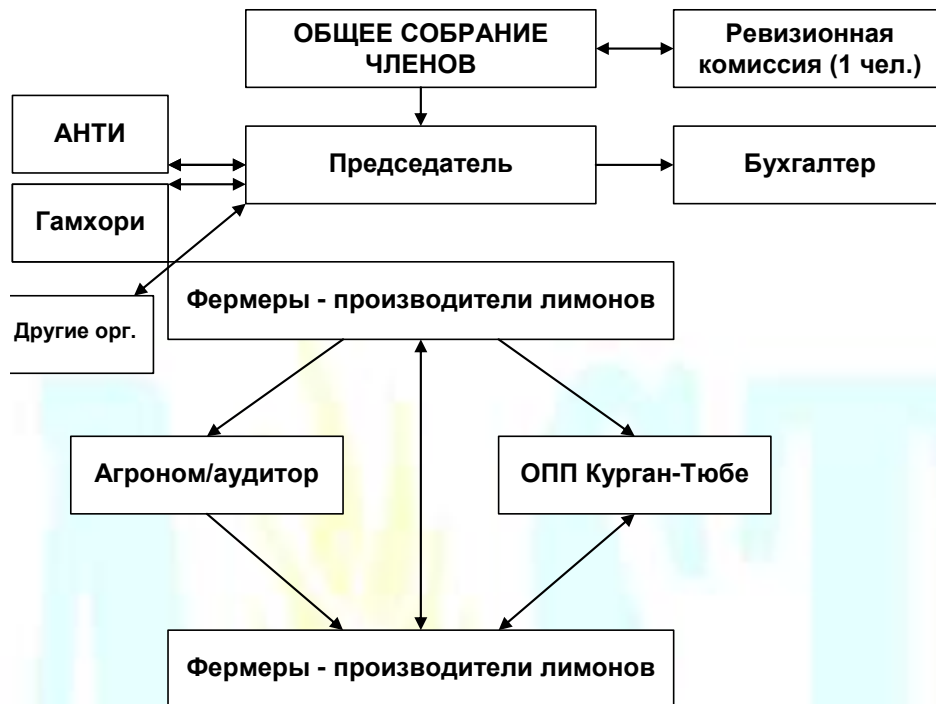 ОБЩЕЕ СОБРАНИЕ
ЧЛЕНОВ
Ревизионная
комиссия (1 чел.)
АНТИ
Председатель
Бухгалтер
Гамхори
Фермеры - производители лимонов
Другие орг.
Агроном/аудитор
ОПП Курган-Тюбе
Фермеры - производители лимонов